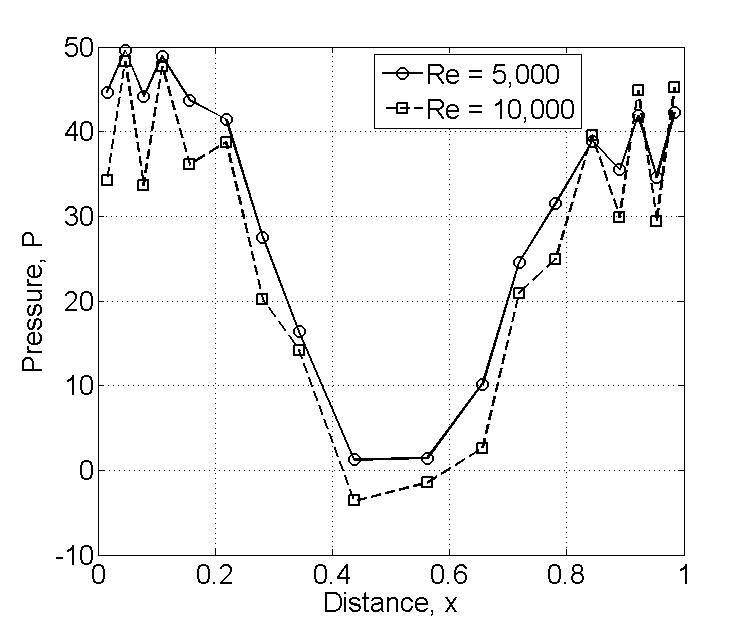 Re = 5,000
Re = 10,000
Pressure, P
50
40
30
20
10
0
-10
0 0.2 0.4 0.6 0.8 1
Distance, x